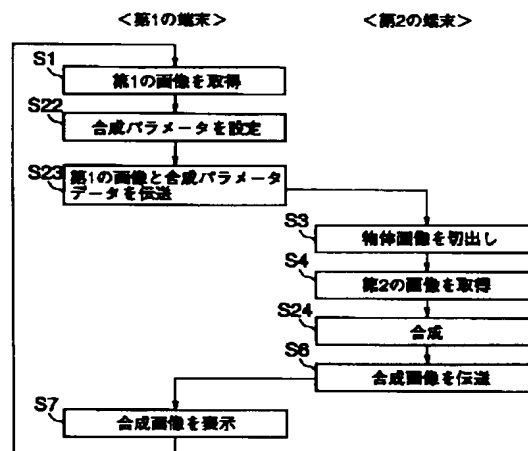 <第1の端末>
<第2の端末>
S1
第1の画像を取得
S22
合成パラメータを設定
S23
第1の画像と合成パラメータ
データを伝送
S3
物体画像を切出し
S4
第2の画像を取得
S24
合成
S6
合成画像を伝送
S7
合成画像を表示